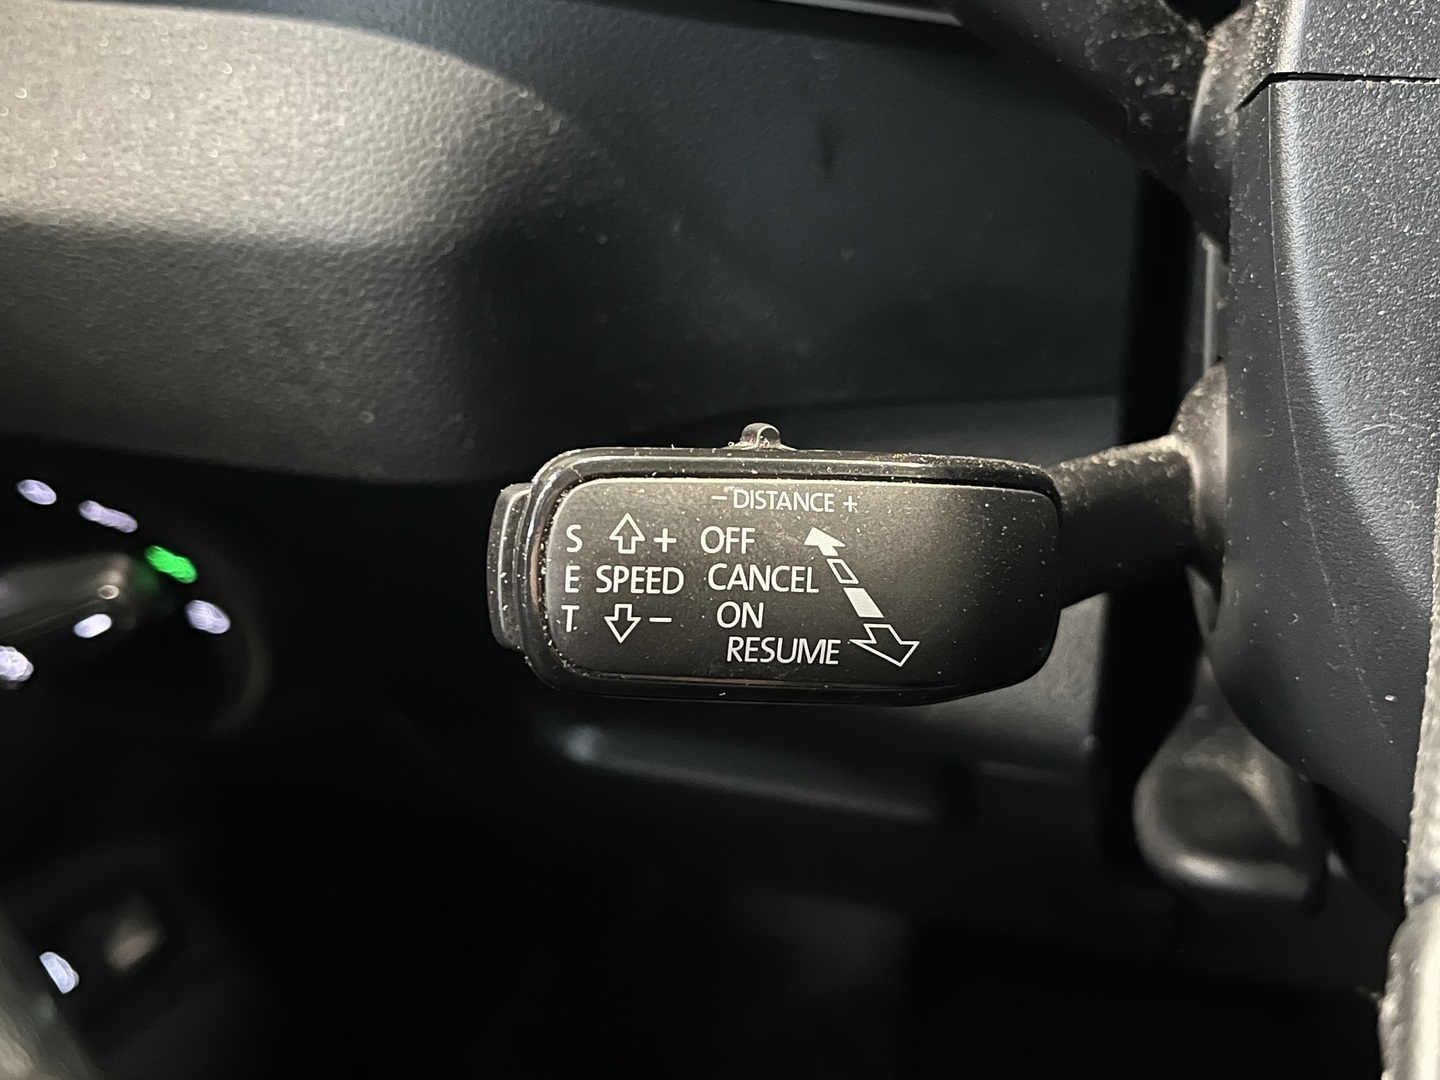 − DISTANCE +
S + OFF
E SPEED CANCEL
T − ON
RESUME